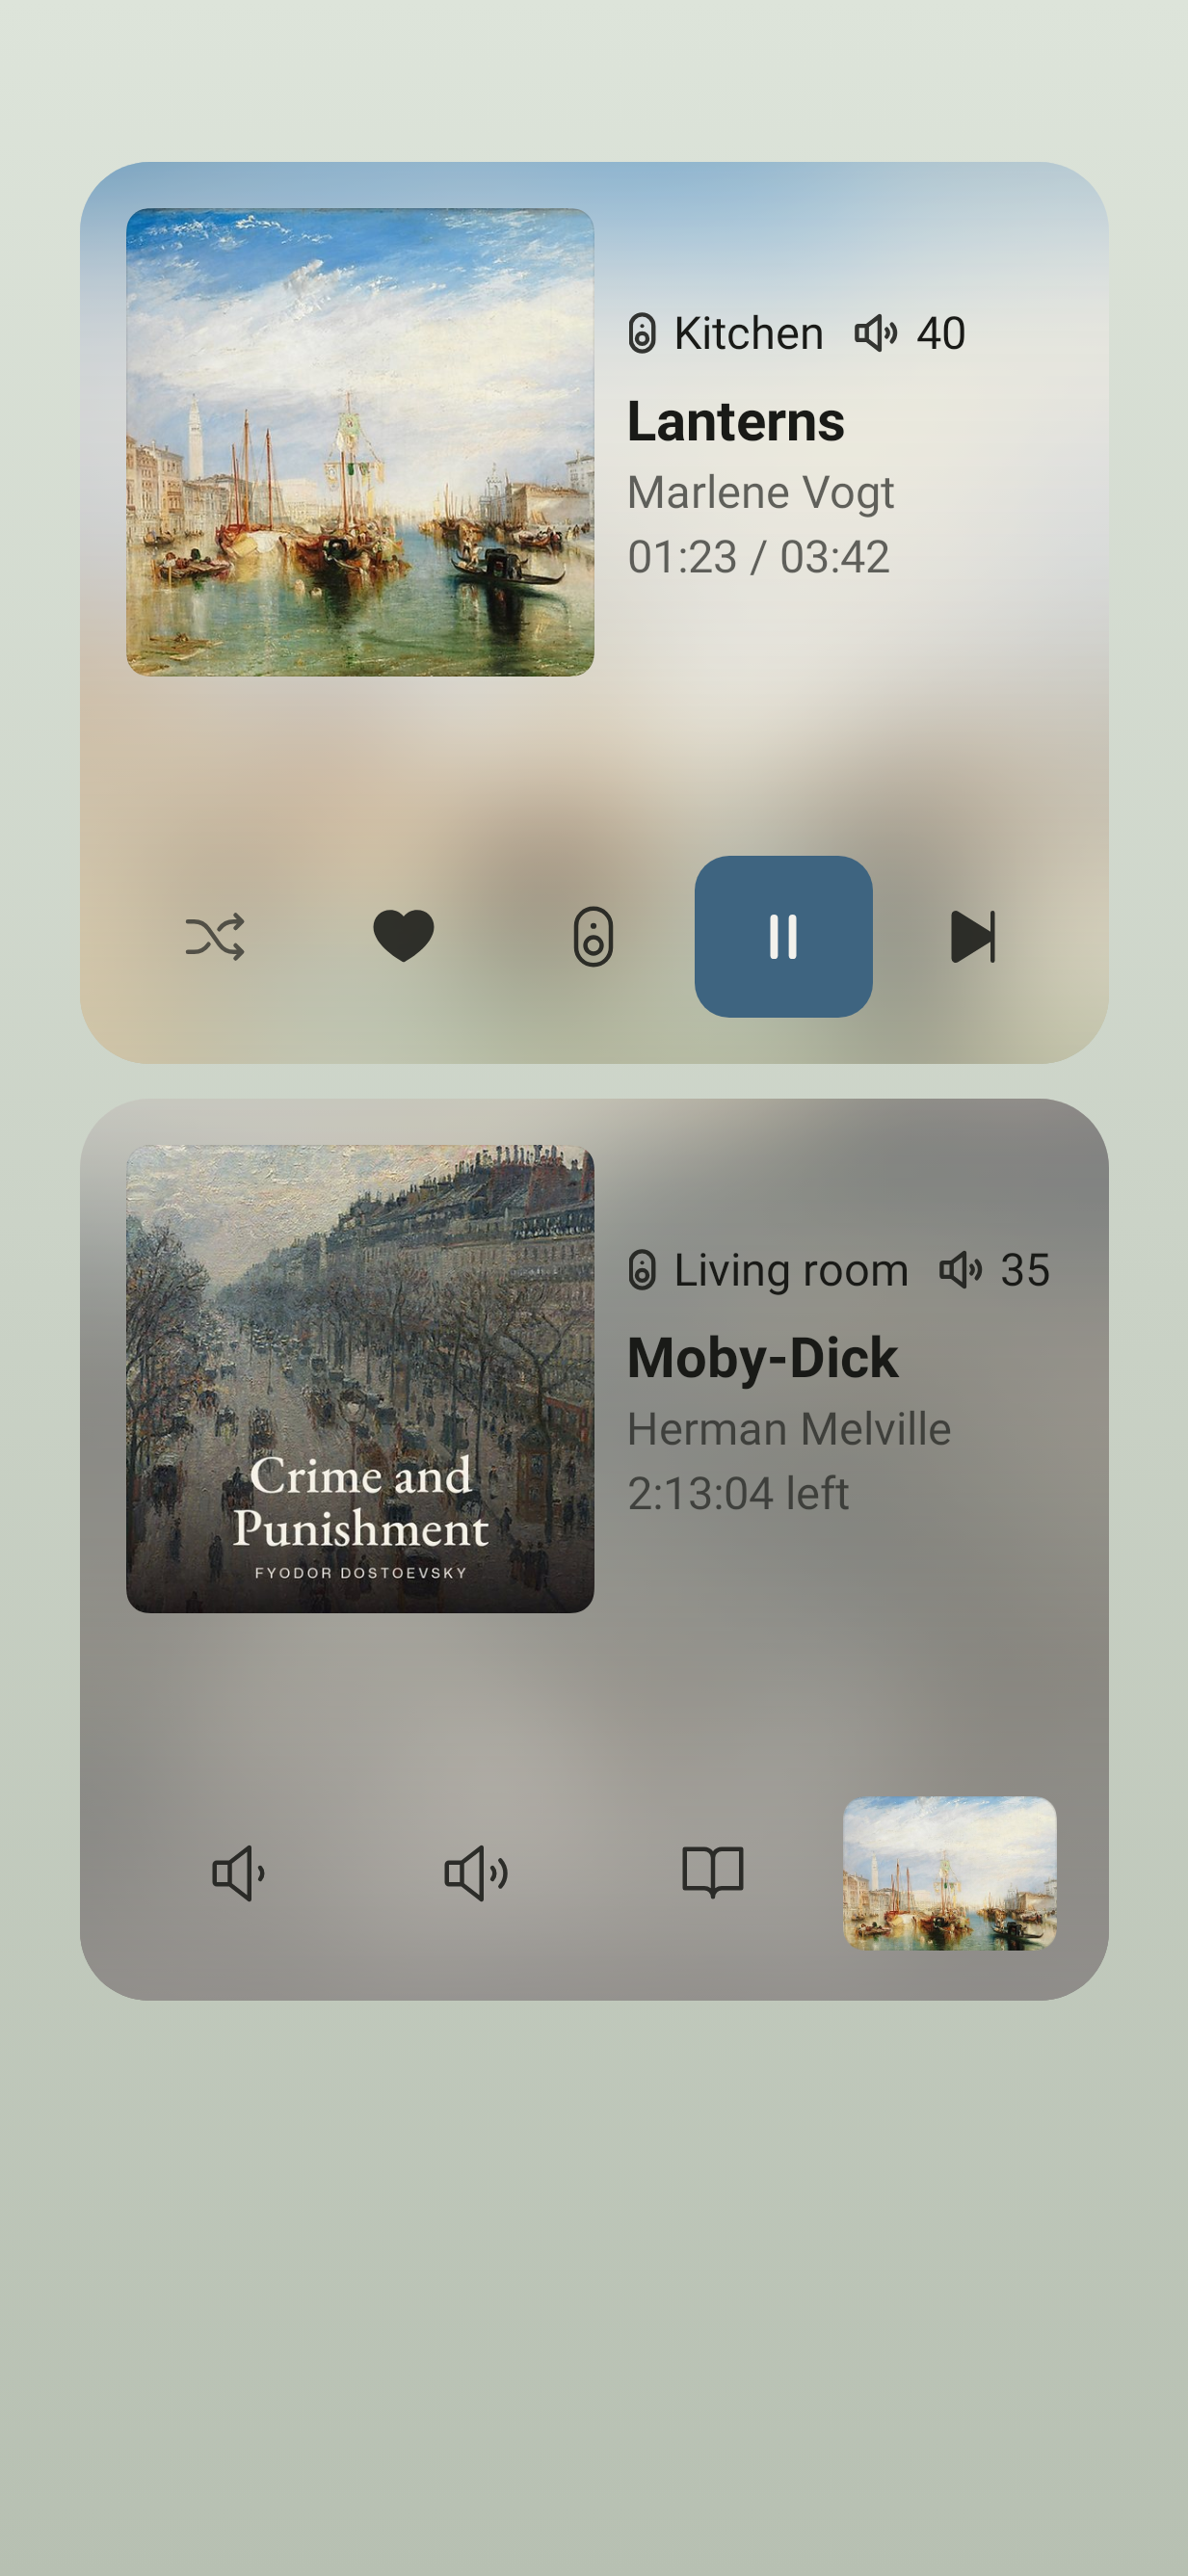 Kitchen 40
Lanterns
Marlene Vogt
01:23 / 03:42
Living room 35
Moby-Dick
Herman Melville
2:13:04 left
Crime and
Punishment
FYODOR DOSTOEVSKY